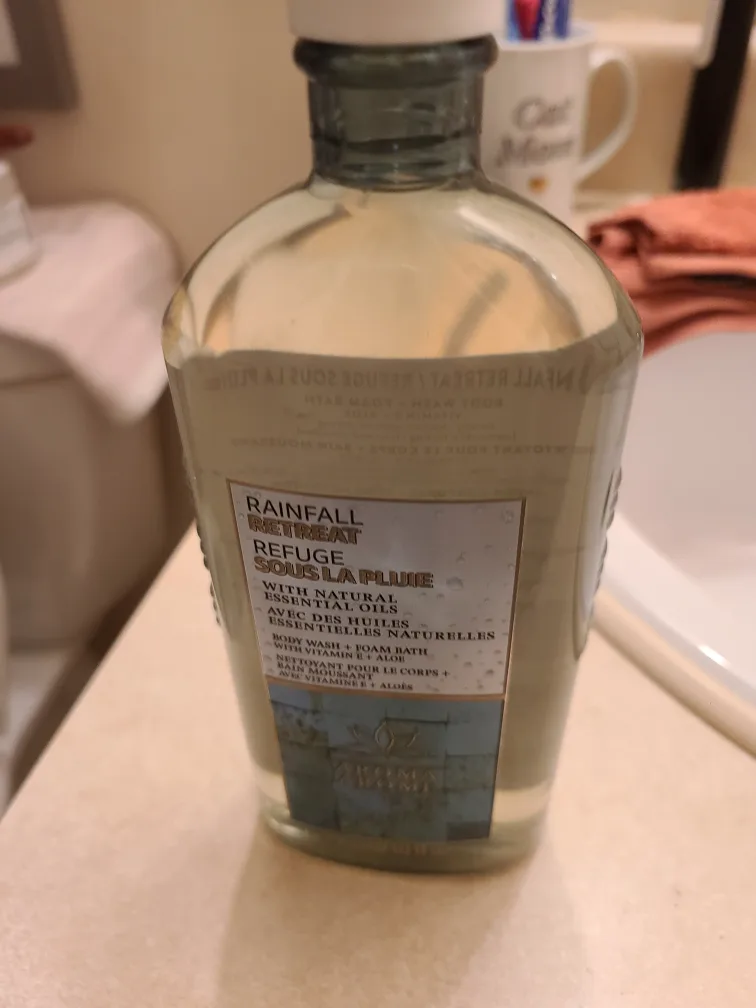 Cat
Mom
RAINFALL
RETREAT
REFUGE
SOUS LA PLUIE
WITH NATURAL
ESSENTIAL OILS
AVEC DES HUILES
ESSENTIELLES NATURELLES
BODY WASH + FOAM BATH
WITH VITAMIN E + ALOE
NETTOYANT POUR LE CORPS +
BAIN MOUSSANT
AVEC VITAMINE E + ALOÈS